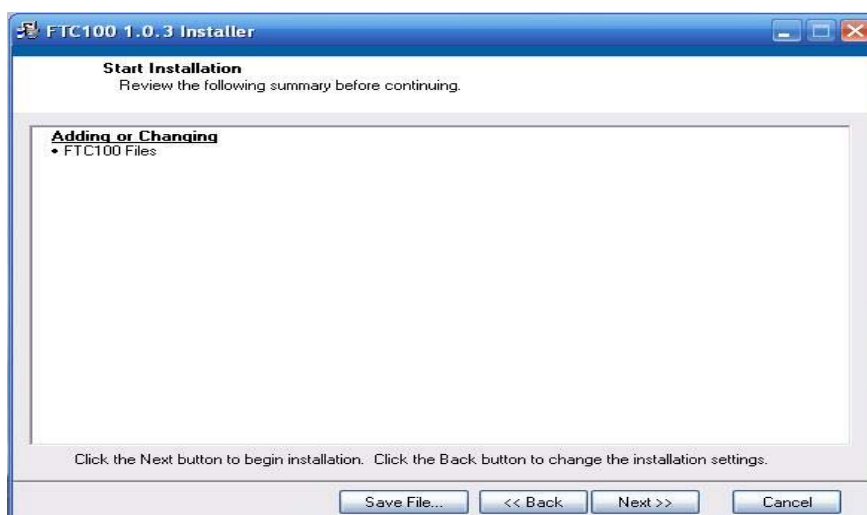 FTC100 1.0.3 Installer
Start Installation
Review the following summary before continuing.
Adding or Changing
• FTC100 Files
Click the Next button to begin installation. Click the Back button to change the installation settings.
Save File... << Back Next >> Cancel